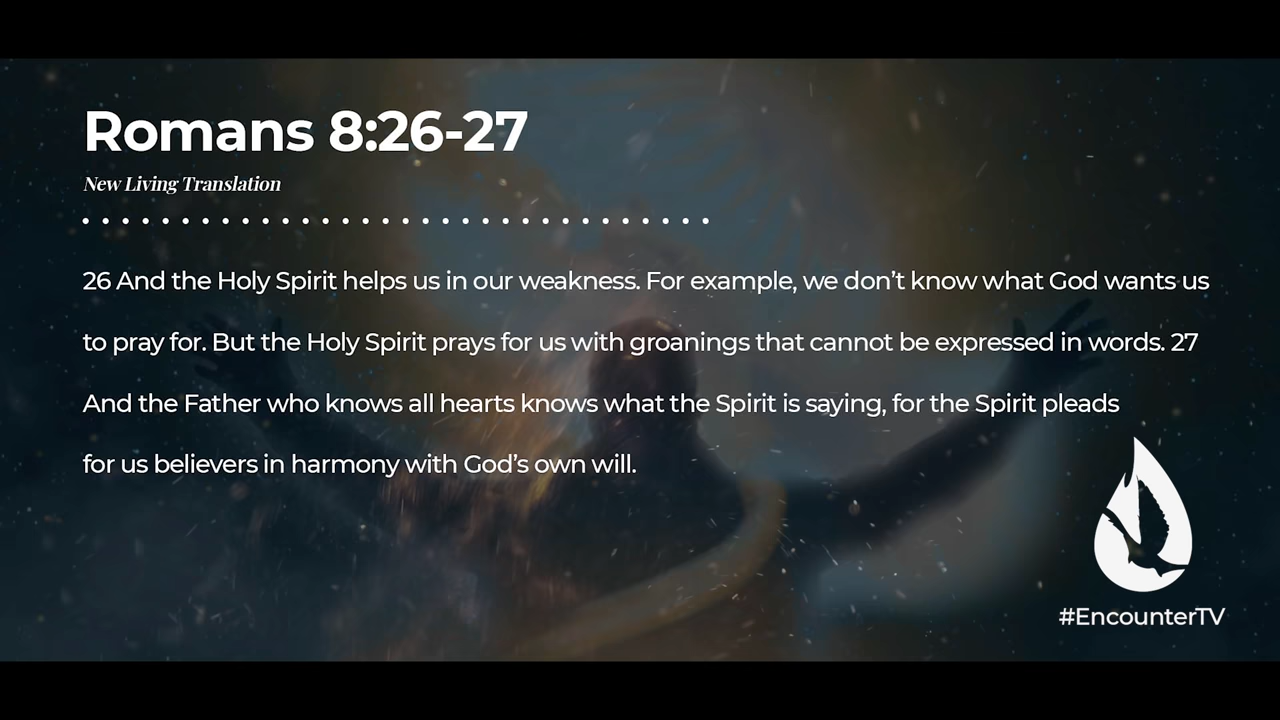 Romans 8:26-27
New Living Translation
26 And the Holy Spirit helps us in our weakness. For example, we don’t know what God wants us
to pray for. But the Holy Spirit prays for us with groanings that cannot be expressed in words. 27
And the Father who knows all hearts knows what the Spirit is saying, for the Spirit pleads
for us believers in harmony with God’s own will.
#EncounterTV